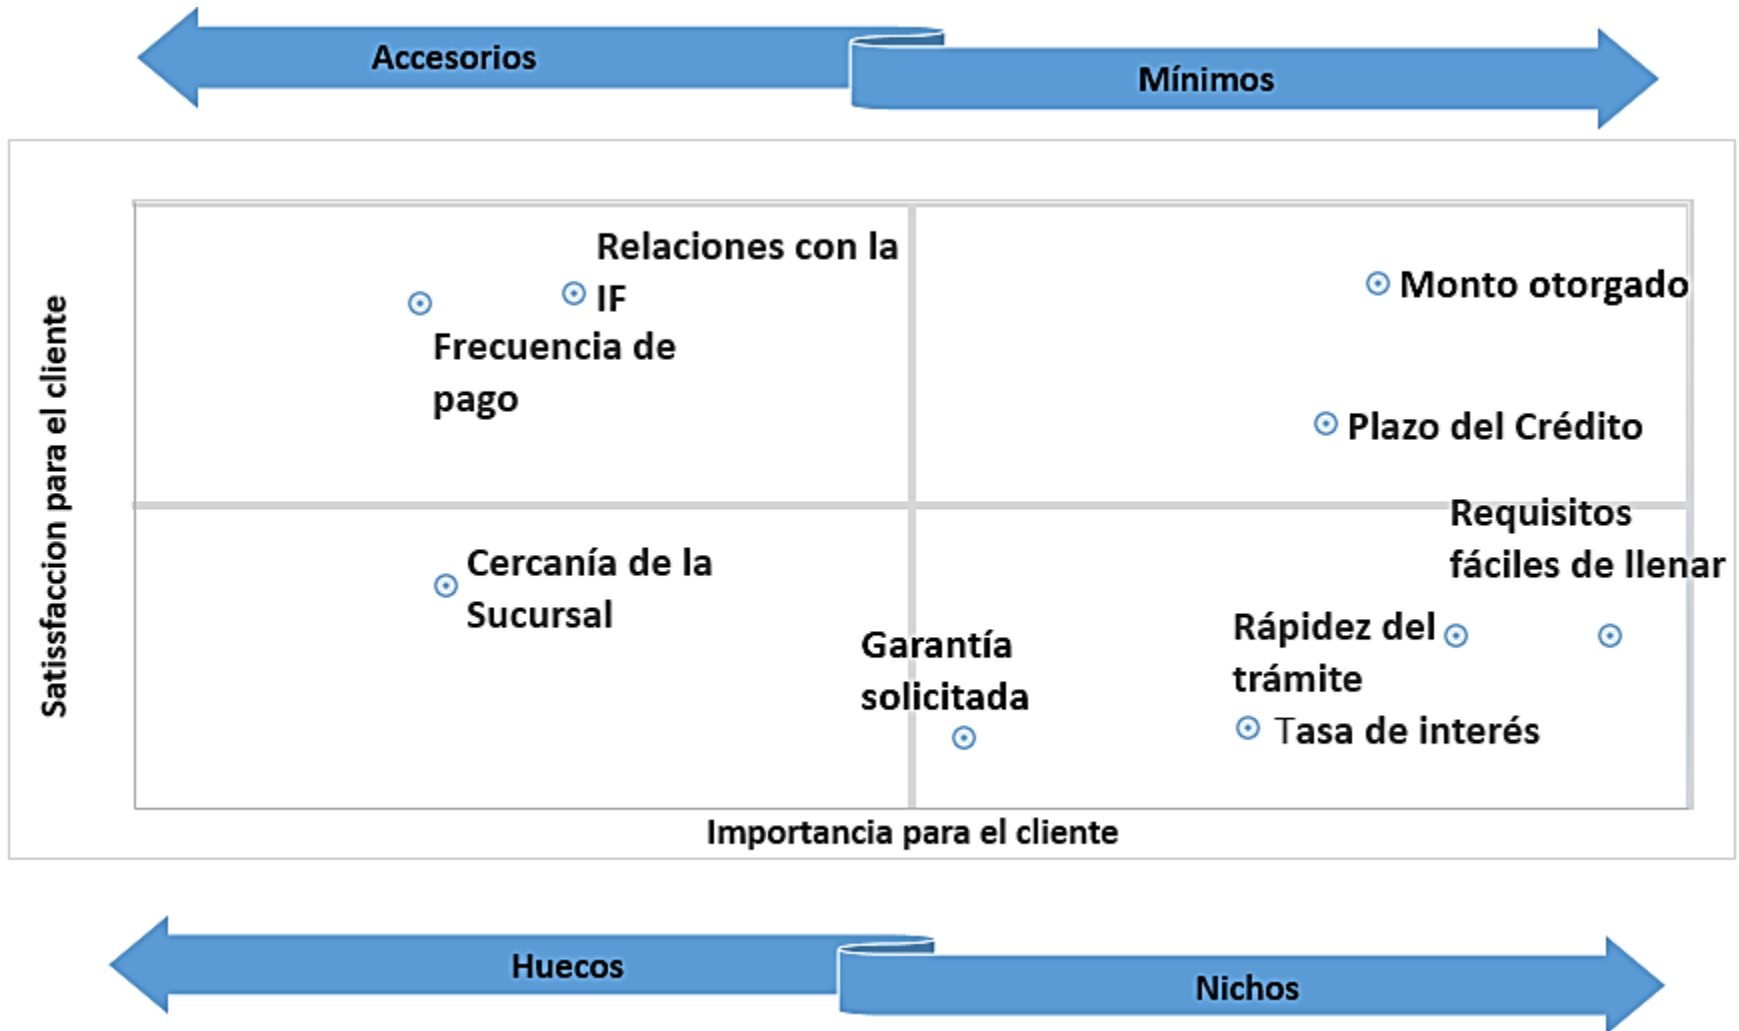 Accesorios
Mínimos
Relaciones con la
IF
Monto otorgado
Frecuencia de
pago
Plazo del Crédito
Satissfaccion para el cliente
Requisitos
fáciles de llenar
Cercanía de la
Sucursal
Rápidez del
trámite
Garantía
solicitada
Tasa de interés
Importancia para el cliente
Huecos
Nichos